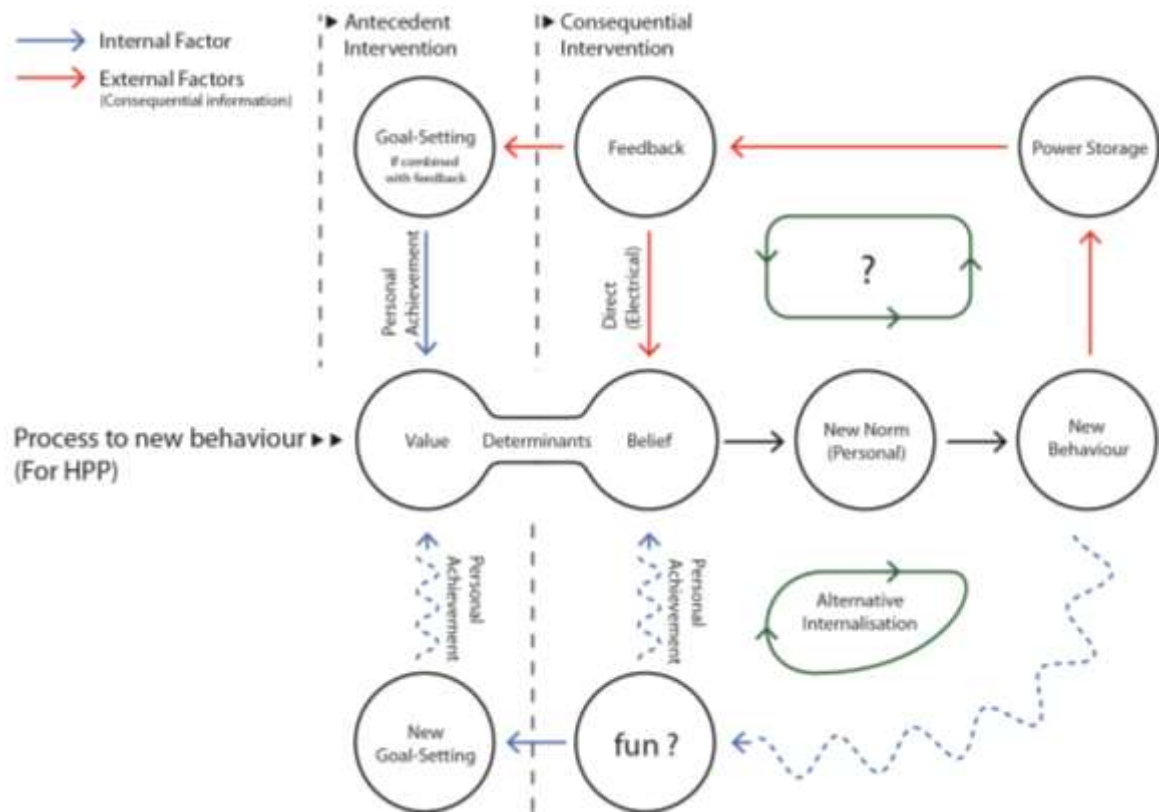 Internal Factor
External Factors
(Consequential information)
Antecedent
Intervention
Consequential
Intervention
Goal-Setting
If combined
with feedback
Feedback
Power Storage
Personal
Achievement
Direct
(Electrical)
?
Process to new behaviour
(For HPP)
Value
Determinants
Belief
New Norm
(Personal)
New
Behaviour
Personal
Achievement
Personal
Achievement
Alternative
Internalisation
New
Goal-Setting
fun ?